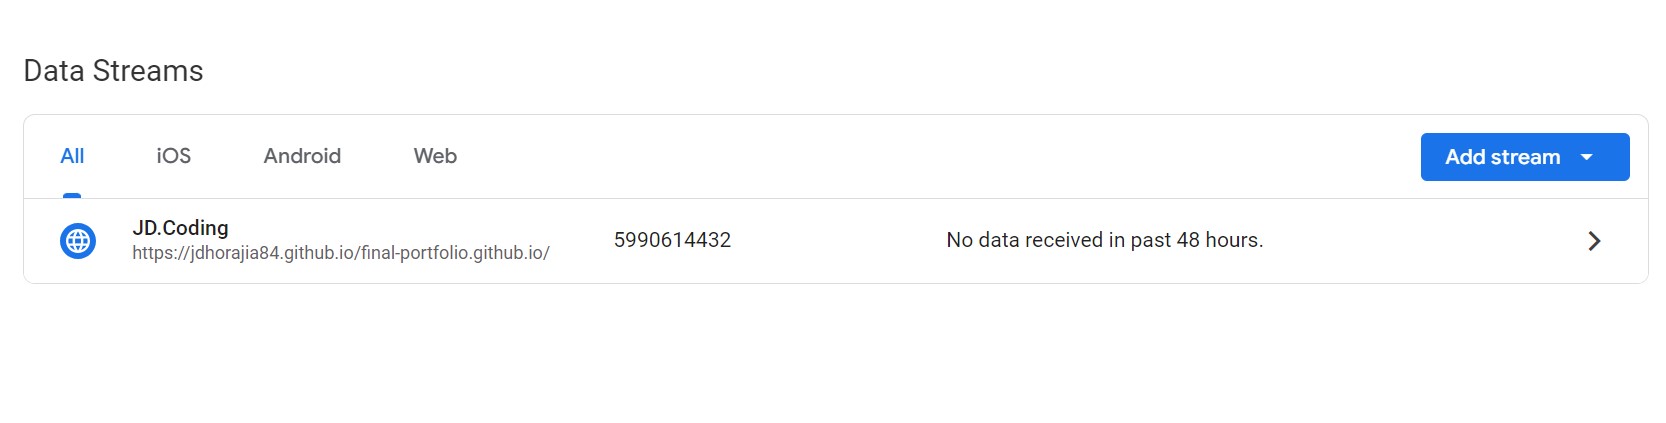 Data Streams
All iOS Android Web Add stream
JD.Coding
https://jdhorajia84.github.io/final-portfolio.github.io/
5990614432
No data received in past 48 hours.